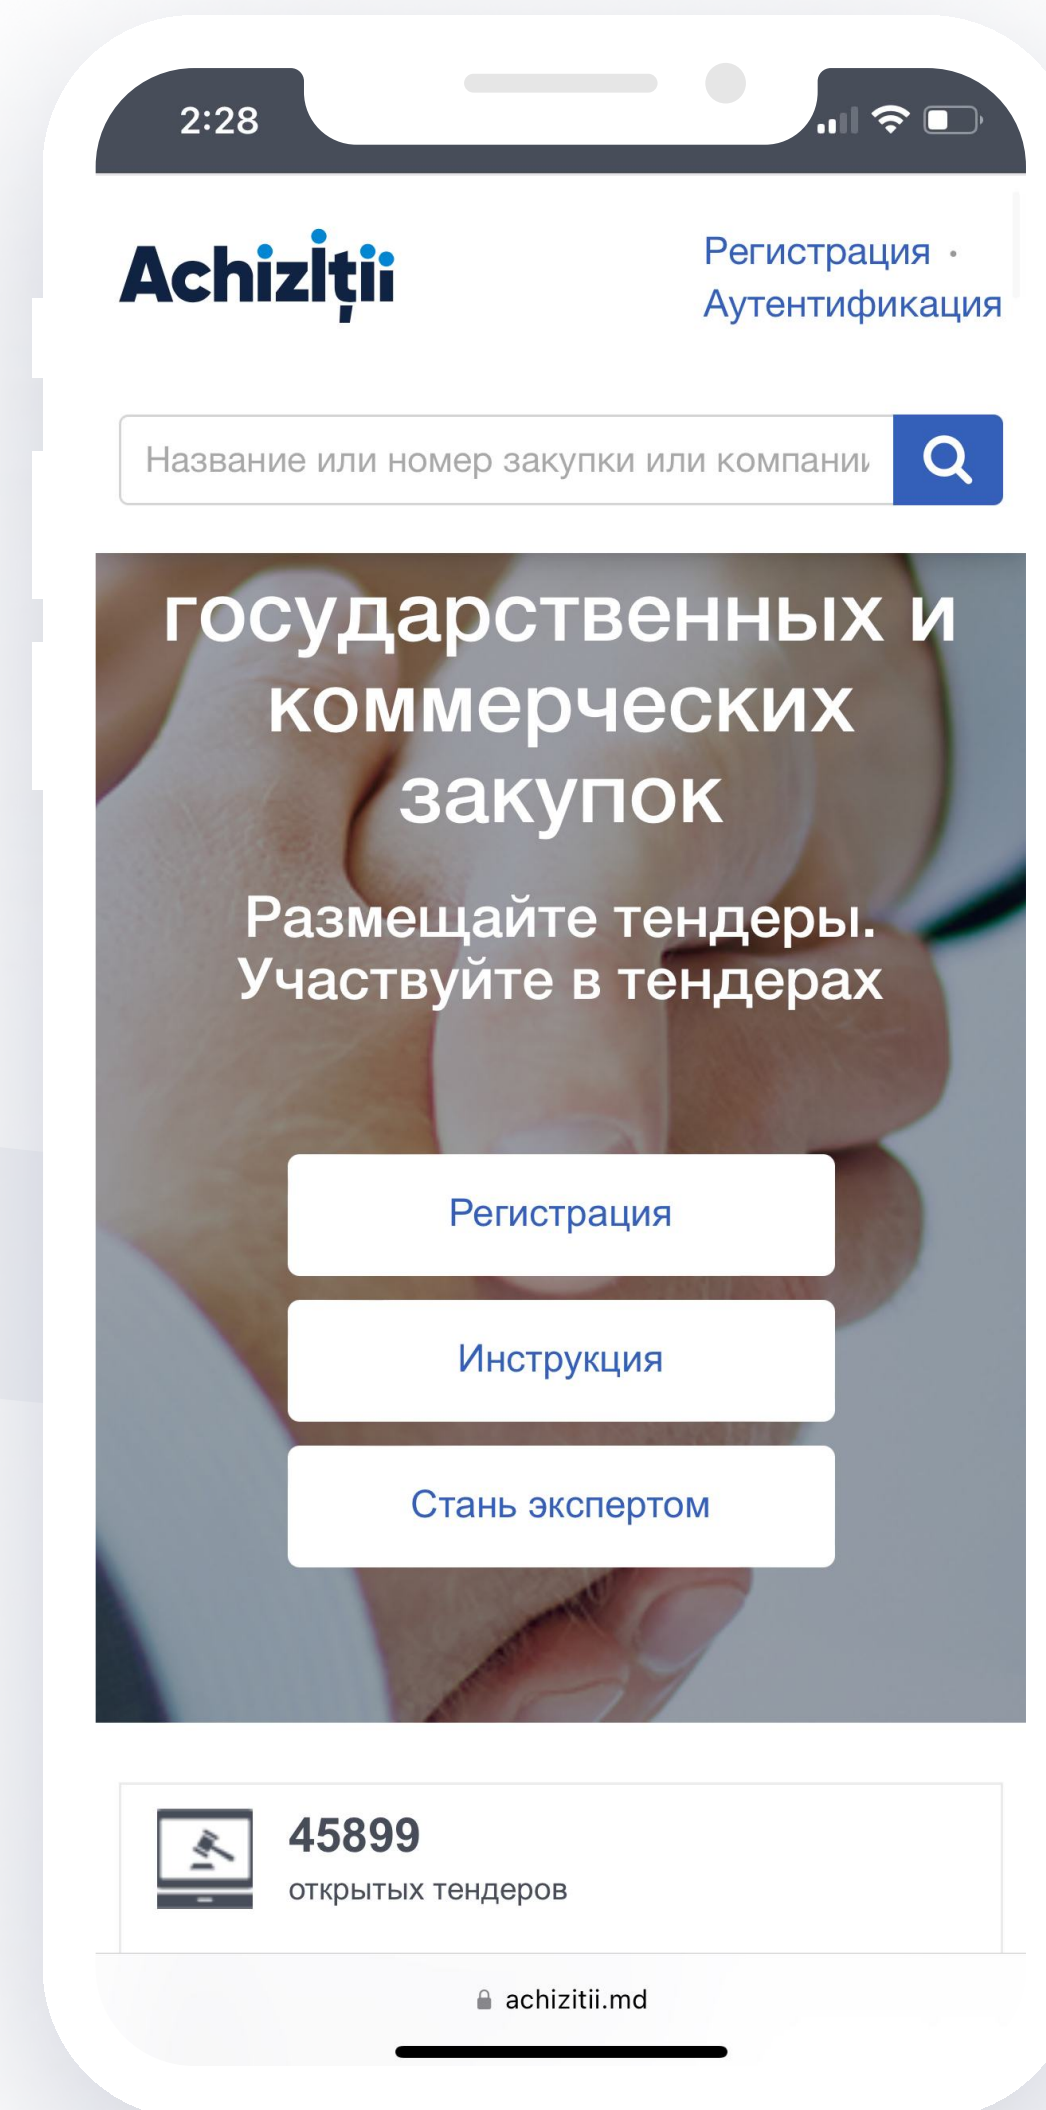 2:28
Achiziții
Регистрация ·
Аутентификация
Название или номер закупки или компании
государственных и
коммерческих
закупок
Размещайте тендеры.
Участвуйте в тендерах
Регистрация
Инструкция
Стань экспертом
45899
открытых тендеров
achizitii.md